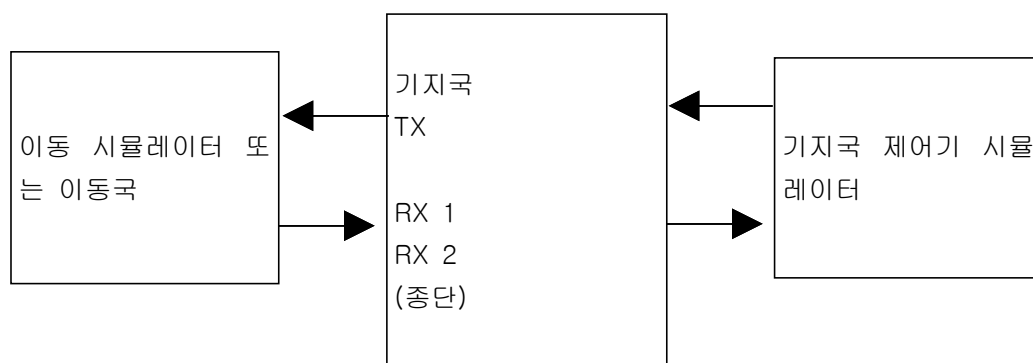 이동 시뮬레이터 또
는 이동국
기지국
TX
RX 1
RX 2
(종단)
기지국 제어기 시뮬
레이터